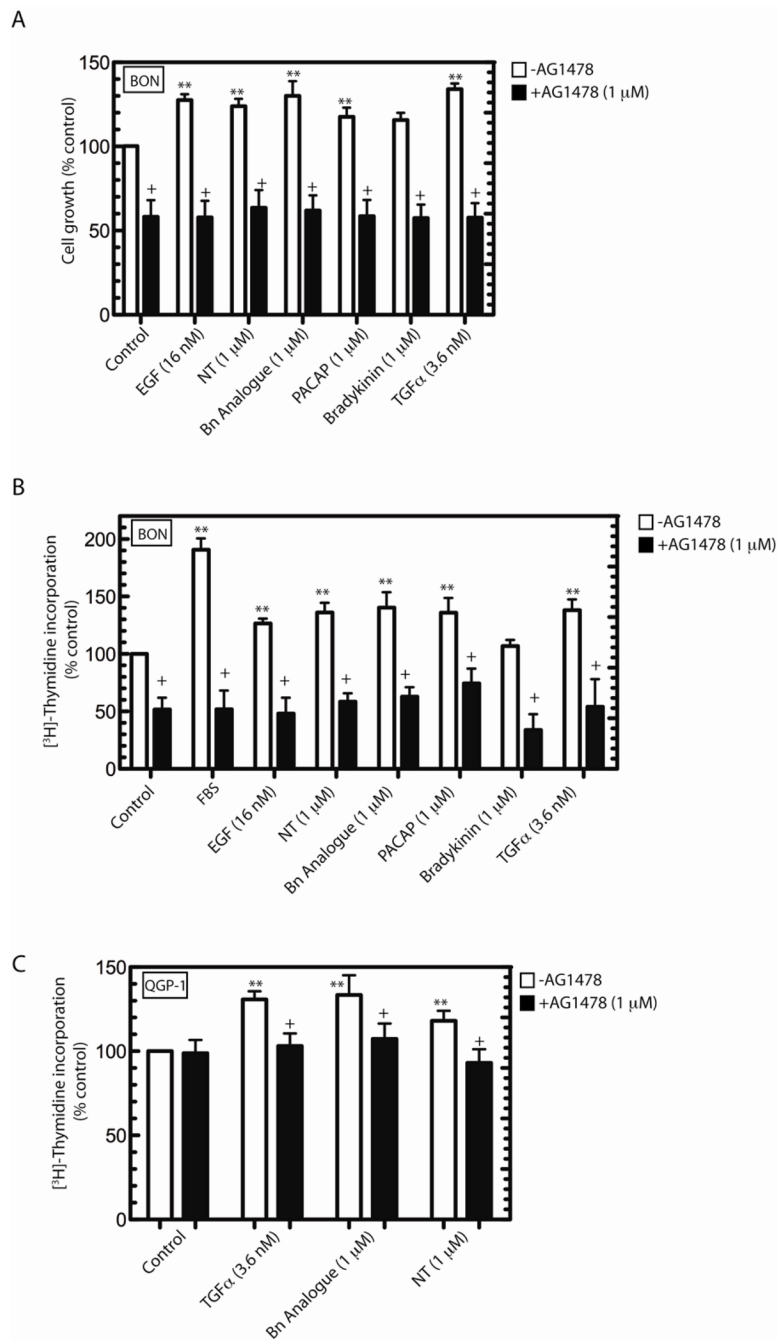 A
BON
-AG1478
+AG1478 (1 μM)
Cell growth (% control)
150
100
50
0
** ** ** ** **
+ + + + + + +
Control
EGF (16 nM)
NT (1 μM)
Bn Analogue (1 μM)
PACAP (1 μM)
Bradykinin (1 μM)
TGFα (3.6 nM)
B
BON
-AG1478
+AG1478 (1 μM)
[³H]-Thymidine incorporation
(% control)
200
150
100
50
0
** ** ** ** ** **
+ + + + + + + +
Control
FBS
EGF (16 nM)
NT (1 μM)
Bn Analogue (1 μM)
PACAP (1 μM)
Bradykinin (1 μM)
TGFα (3.6 nM)
C
QGP-1
-AG1478
+AG1478 (1 μM)
[³H]-Thymidine incorporation
(% control)
150
100
50
0
** ** **
+ + +
Control
TGFα (3.6 nM)
Bn Analogue (1 μM)
NT (1 μM)